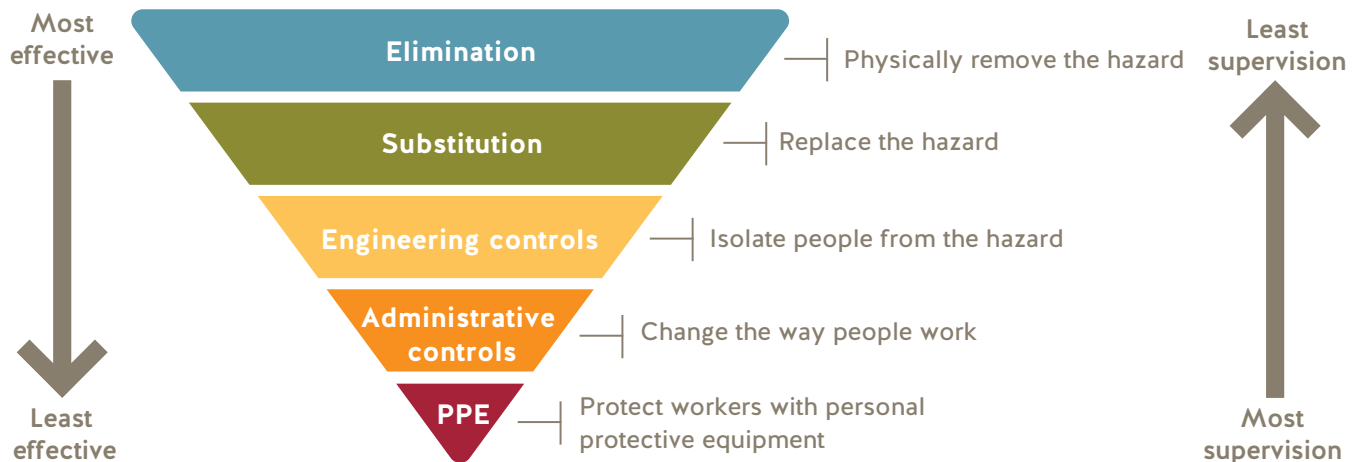 Most
effective
Elimination
Physically remove the hazard
Least
supervision
Substitution
Replace the hazard
Engineering controls
Isolate people from the hazard
Administrative
controls
Change the way people work
PPE
Protect workers with personal
protective equipment
Least
effective
Most
supervision